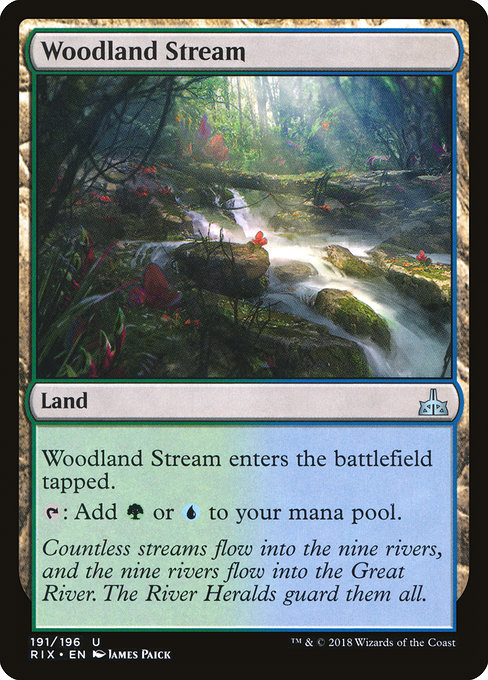 Woodland Stream
Land
Woodland Stream enters the battlefield
tapped.
: Add or to your mana pool.
Countless streams flow into the nine rivers,
and the nine rivers flow into the Great
River. The River Heralds guard them all.
191/196 U
RIX • EN James Paick
™ & © 2018 Wizards of the Coast